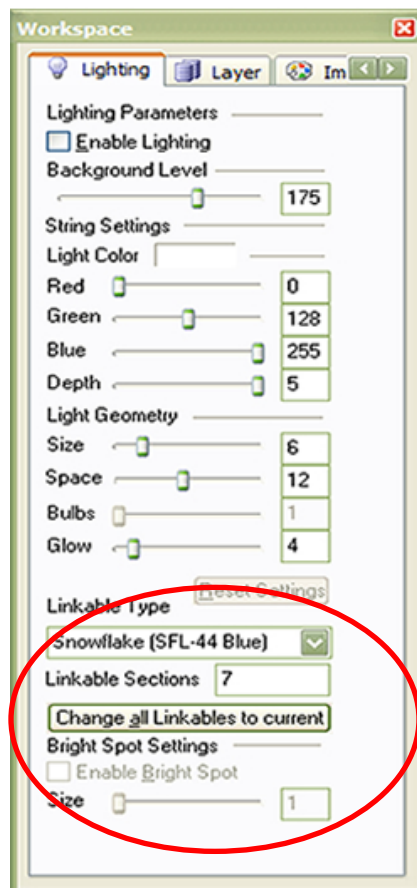 Workspace
Lighting Layer Im
Lighting Parameters
Enable Lighting
Background Level
175
String Settings
Light Color
Red 0
Green 128
Blue 255
Depth 5
Light Geometry
Size 6
Space 12
Bulbs 1
Glow 4
Reset Settings
Linkable Type
Snowflake (SFL-44 Blue)
Linkable Sections 7
Change all Linkables to current
Bright Spot Settings
Enable Bright Spot
Size 1